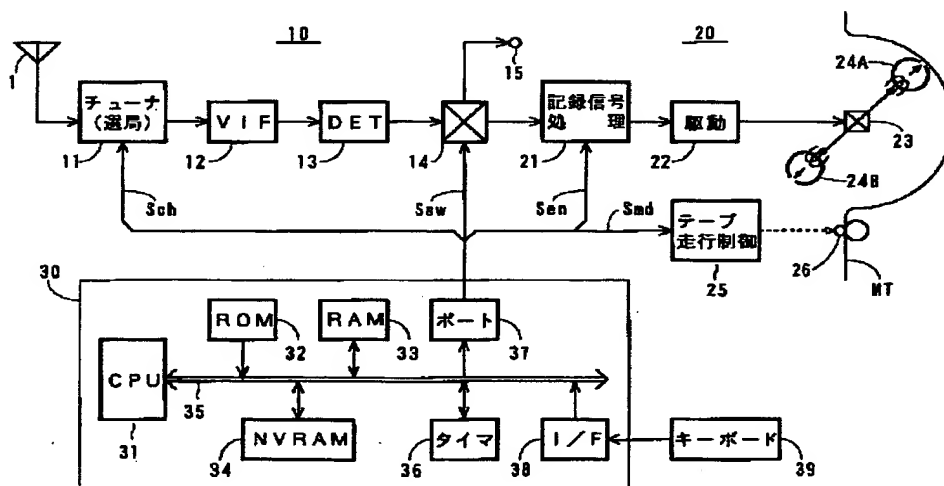 10
20
1
チューナ
(選局)
11
VIF
12
DET
13
14
15
記録信号
処理
21
駆動
22
23
24A
24B
Sch
Ssw
Sen
Smd
テープ
走行制御
25
26
MT
30
CPU
31
ROM
32
RAM
33
ポート
37
35
NVRAM
34
タイマ
36
I/F
38
キーボード
39